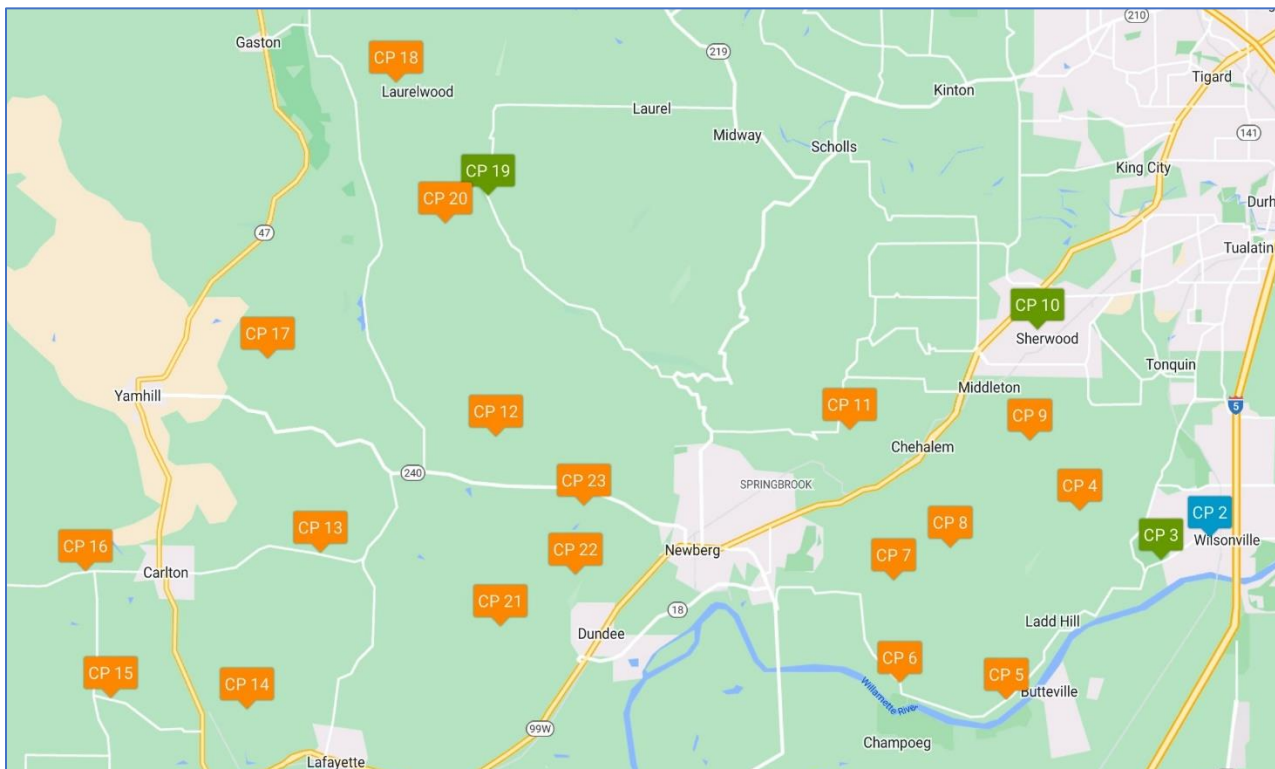 210
Gaston
CP 18
219
Tigard
Laurelwood
Kinton
Laurel
141
Midway
Scholls
King City
CP 19
CP 20
Durh
47
Tualatin
CP 10
CP 17
Sherwood
Tonquin
Middleton
Yamhill
CP 12
CP 11
5
CP 9
Chehalem
240
CP 23
SPRINGBROOK
CP 4
CP 2
CP 13
CP 8
CP 3
Wilsonville
CP 16
CP 22
Newberg
CP 7
Carlton
CP 21
18
Dundee
Ladd Hill
CP 15
CP 14
CP 6
CP 5
Butteville
Willamette River
99W
Champoeg
Lafayette